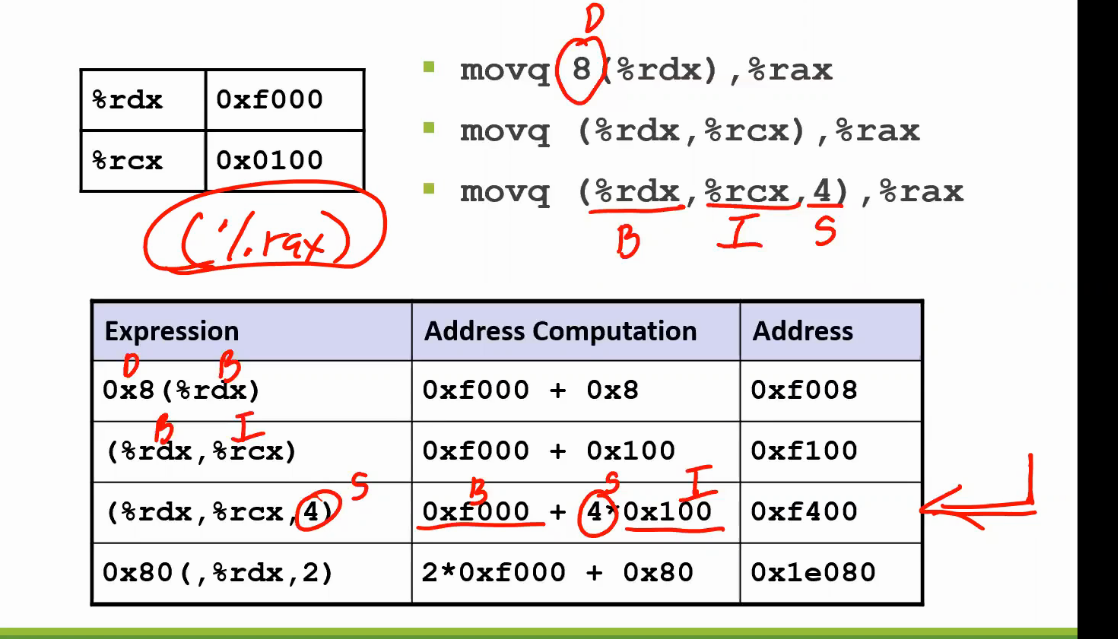 D
movq 8(%rdx),%rax
%rdx 0xf000
movq (%rdx,%rcx),%rax
%rcx 0x0100
movq (%rdx,%rcx,4),%rax
B I S
(%rax)
Expression Address Computation Address
D B
0x8(%rdx) 0xf000 + 0x8 0xf008
B I
(%rdx,%rcx) 0xf000 + 0x100 0xf100
S B S I
(%rdx,%rcx,4) 0xf000 + 4*0x100 0xf400
0x80(,%rdx,2) 2*0xf000 + 0x80 0x1e080